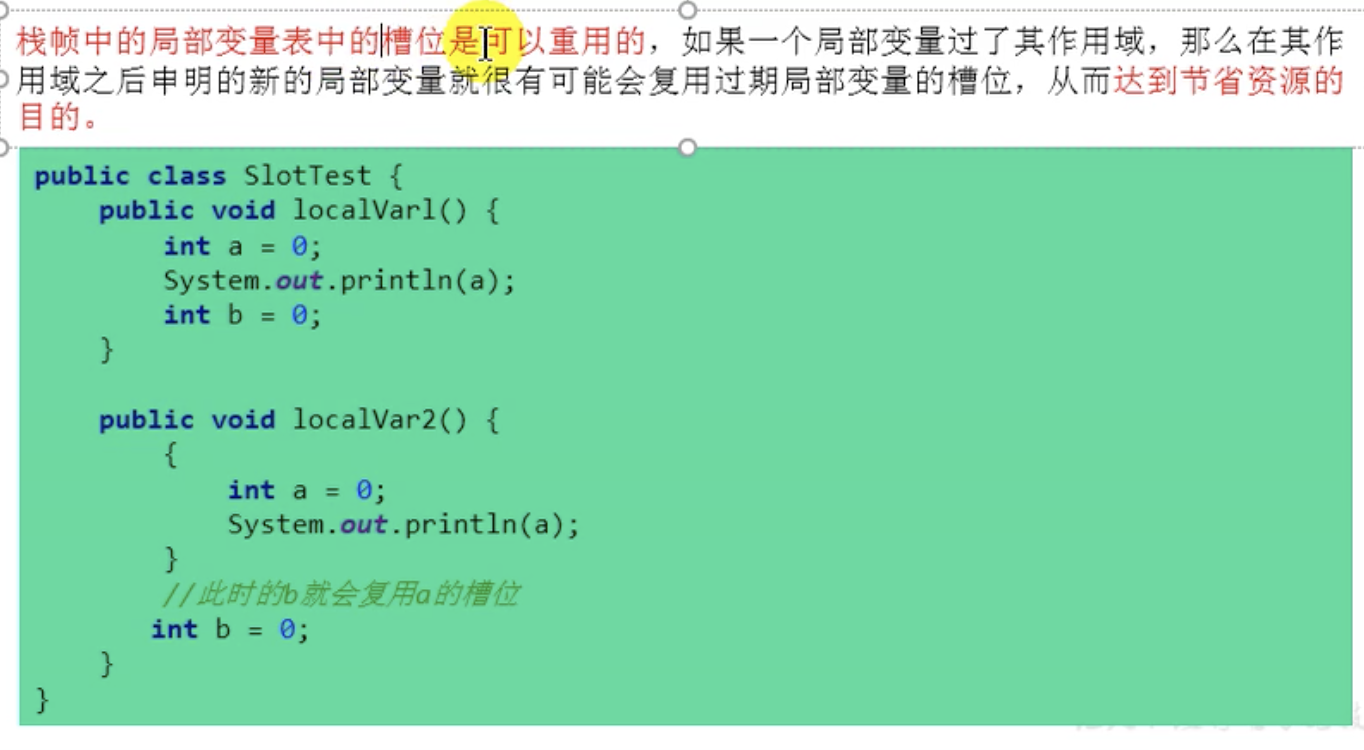 栈帧中的局部变量表中的槽位是可以重用的，如果一个局部变量过了其作用域，那么在其作
用域之后申明的新的局部变量就很有可能会复用过期局部变量的槽位，从而达到节省资源的
目的。
public class SlotTest {
    public void localVarl() {
        int a = 0;
        System.out.println(a);
        int b = 0;
    }
    public void localVar2() {
        {
            int a = 0;
            System.out.println(a);
        }
        //此时的b就会复用a的槽位
        int b = 0;
    }
}